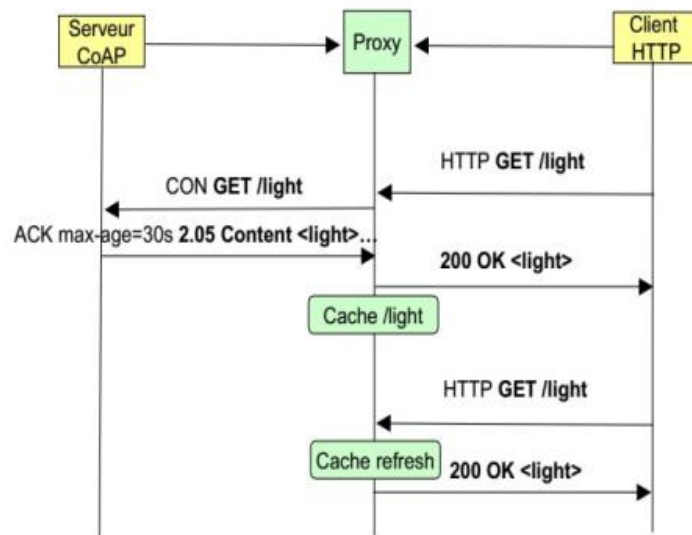 Serveur
CoAP
Proxy
Client
HTTP
HTTP GET /light
CON GET /light
ACK max-age=30s 2.05 Content <light>...
200 OK <light>
Cache /light
HTTP GET /light
Cache refresh
200 OK <light>